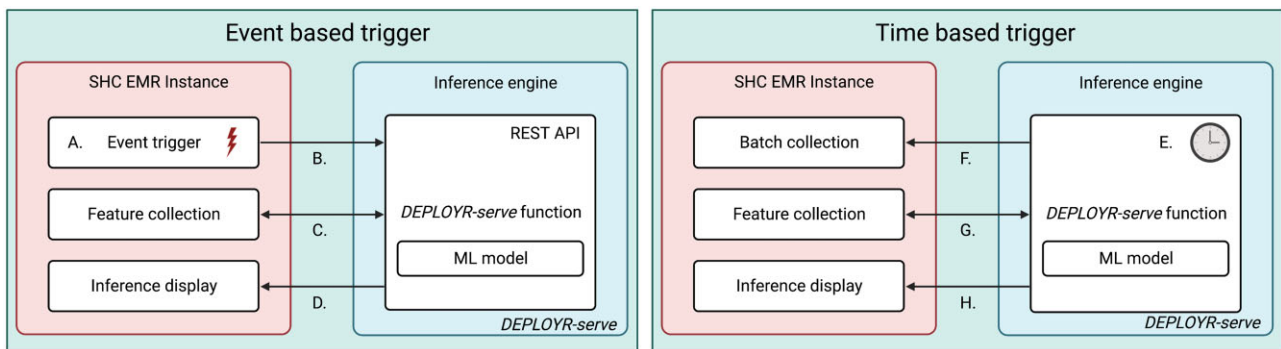 Event based trigger
SHC EMR Instance
Inference engine
A. Event trigger
B.
REST API
Feature collection
C.
DEPLOYR-serve function
ML model
Inference display
D.
DEPLOYR-serve
Time based trigger
SHC EMR Instance
Inference engine
Batch collection
F.
E.
Feature collection
G.
DEPLOYR-serve function
ML model
Inference display
H.
DEPLOYR-serve